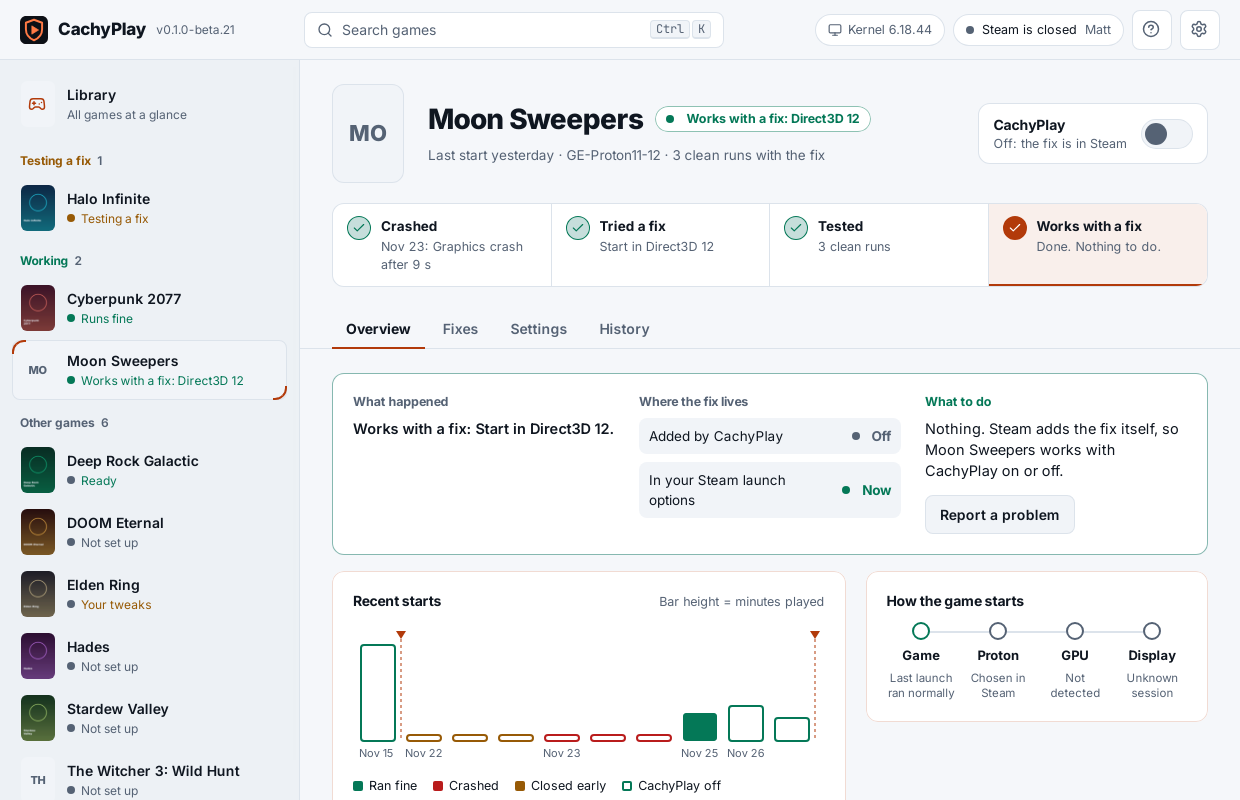 CachyPlay v0.1.0-beta.21
Search games
Ctrl K
Kernel 6.18.44
Steam is closed Matt
Library
All games at a glance
Testing a fix 1
Halo Infinite
Testing a fix
Working 2
Cyberpunk 2077
Runs fine
MO
Moon Sweepers
Works with a fix: Direct3D 12
Other games 6
Deep Rock Galactic
Ready
DOOM Eternal
Not set up
Elden Ring
Your tweaks
Hades
Not set up
Stardew Valley
Not set up
TH
The Witcher 3: Wild Hunt
Not set up
MO
Moon Sweepers
Works with a fix: Direct3D 12
Last start yesterday · GE-Proton11-12 · 3 clean runs with the fix
CachyPlay
Off: the fix is in Steam
Crashed
Nov 23: Graphics crash
after 9 s
Tried a fix
Start in Direct3D 12
Tested
3 clean runs
Works with a fix
Done. Nothing to do.
Overview
Fixes
Settings
History
What happened
Works with a fix: Start in Direct3D 12.
Where the fix lives
Added by CachyPlay
Off
In your Steam launch
options
Now
What to do
Nothing. Steam adds the fix itself, so
Moon Sweepers works with
CachyPlay on or off.
Report a problem
Recent starts
Bar height = minutes played
Nov 15
Nov 22
Nov 23
Nov 25
Nov 26
Ran fine
Crashed
Closed early
CachyPlay off
How the game starts
Game
Last launch
ran normally
Proton
Chosen in
Steam
GPU
Not
detected
Display
Unknown
session